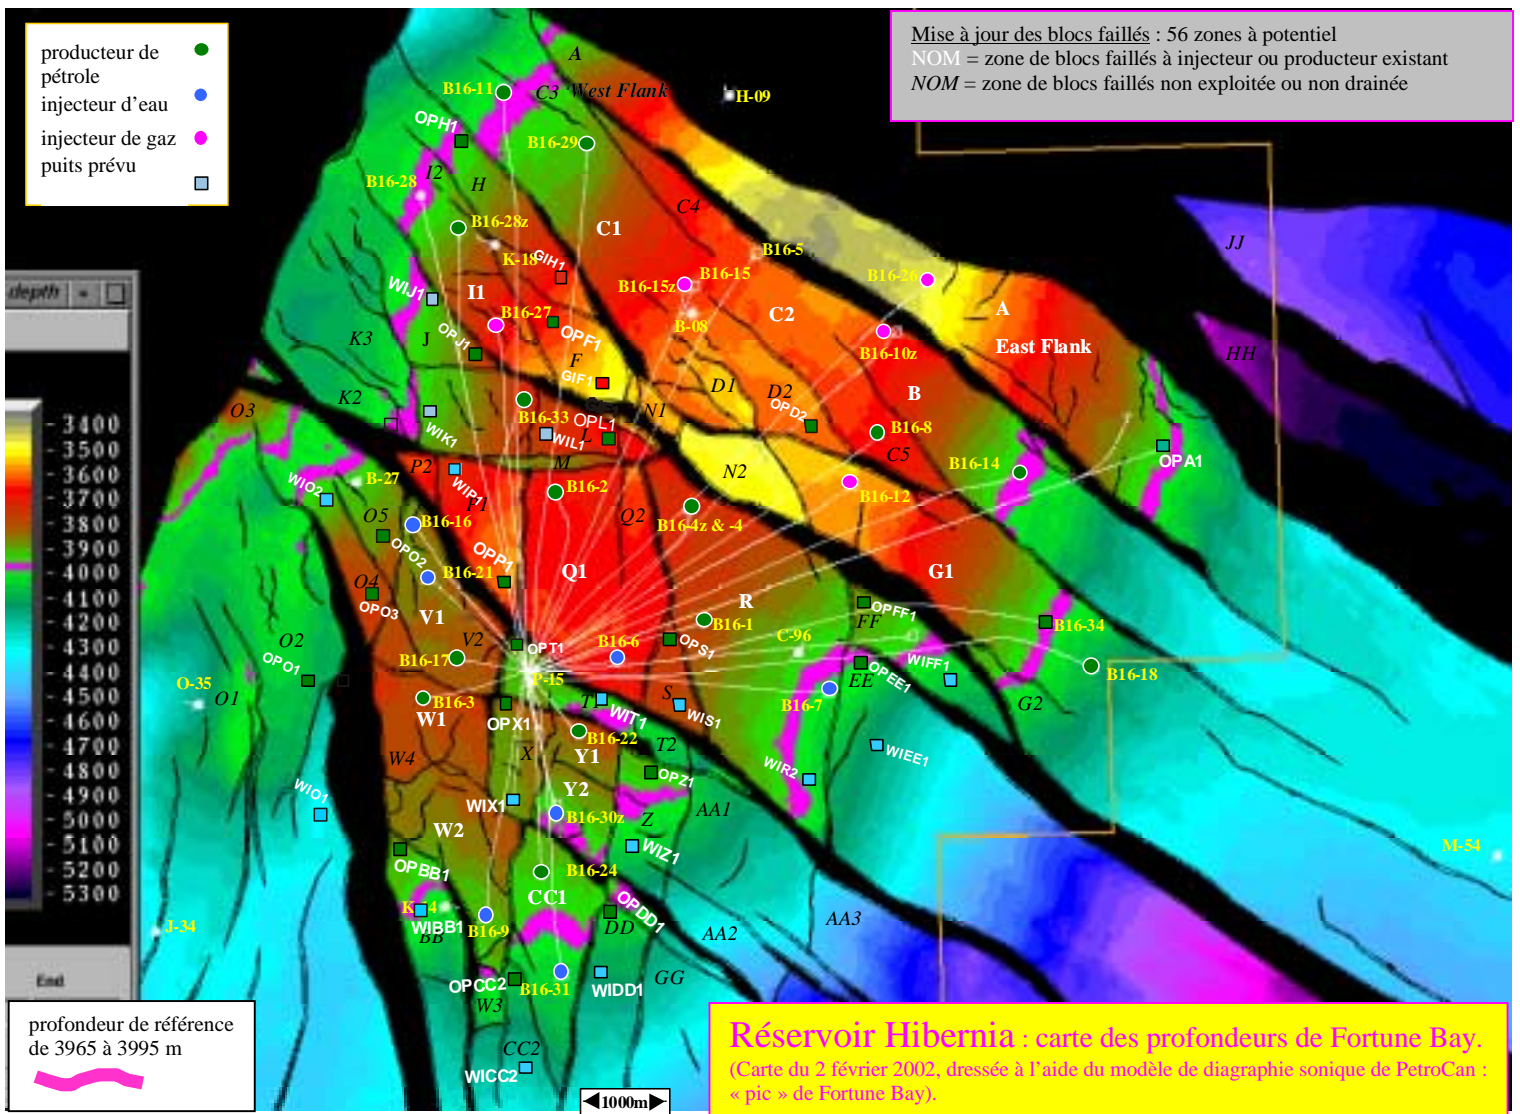 producteur de
pétrole
injecteur d'eau
injecteur de gaz
puits prévu
Mise à jour des blocs faillés : 56 zones à potentiel
NOM = zone de blocs faillés à injecteur ou producteur existant
NOM = zone de blocs faillés non exploitée ou non drainée
A
West Flank
B16-11
C3
H-09
OPH1
B16-29
I2
H
B16-28
C4
B16-28z
C1
JJ
K-18
GIH1
B16-5
B16-15
B16-15z
B16-26
depth
WIJ1
I1
B16-27
C2
A
B-08
East Flank
OPJ1
OPF1
B16-10z
K3
J
F
HH
GIF1
D1
D2
B
K2
O3
B16-33
OPL1
N1
OPD2
B16-8
WIK1
WIL1
L
C5
3400
3500
3600
3700
3800
3900
4000
4100
4200
4300
4400
4500
4600
4700
4800
4900
5000
5100
5200
5300
End
P2
M
N2
B16-14
OPA1
B-27
WIP1
B16-2
B16-12
WIO2
P1
Q2
O5
B16-16
B16-4z & -4
OPO2
B16-21
OPP1
Q1
G1
O4
OPO3
V1
R
OPFF1
B16-1
FF
B16-34
O2
V2
OPT1
B16-6
OPS1
C-96
WIFF1
B16-17
OPEE1
B16-18
OPO1
P-15
EE
O-35
O1
B16-3
W1
OPX1
T1
WIT1
S
WIS1
B16-7
G2
B16-22
T2
WIEE1
W4
X
Y1
OPZ1
WIR2
WIO1
WIX1
Y2
AA1
B16-30z
Z
W2
WIZ1
M-54
OPBB1
B16-24
CC1
OPDD1
WIBB1
BB
B16-9
DD
AA2
AA3
J-34
OPCC2
B16-31
WIDD1
GG
W3
CC2
WICC2
profondeur de référence
de 3965 à 3995 m
1000m
Réservoir Hibernia : carte des profondeurs de Fortune Bay.
(Carte du 2 février 2002, dressée à l'aide du modèle de diagraphie sonique de PetroCan :
« pic » de Fortune Bay).